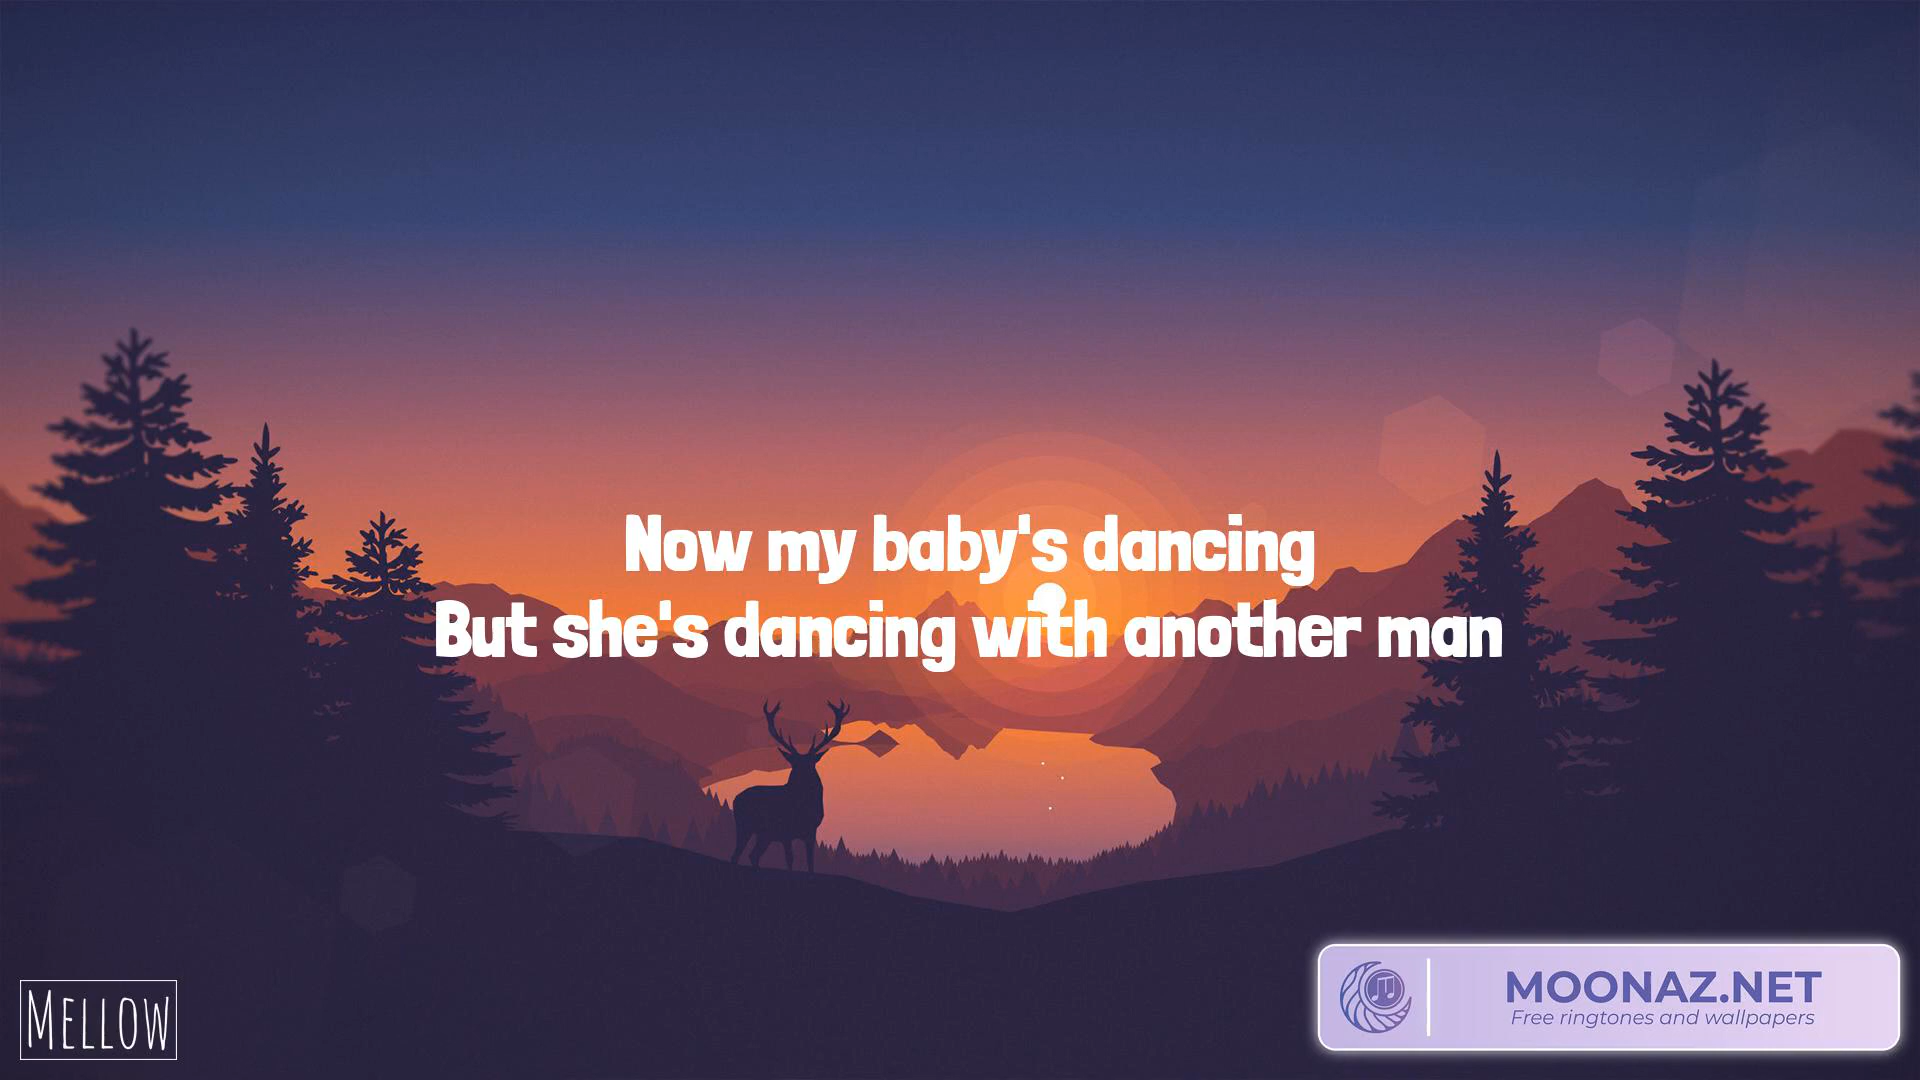 Now my baby's dancing
But she's dancing with another man
MELLOW
MOONAZ.NET
Free ringtones and wallpapers